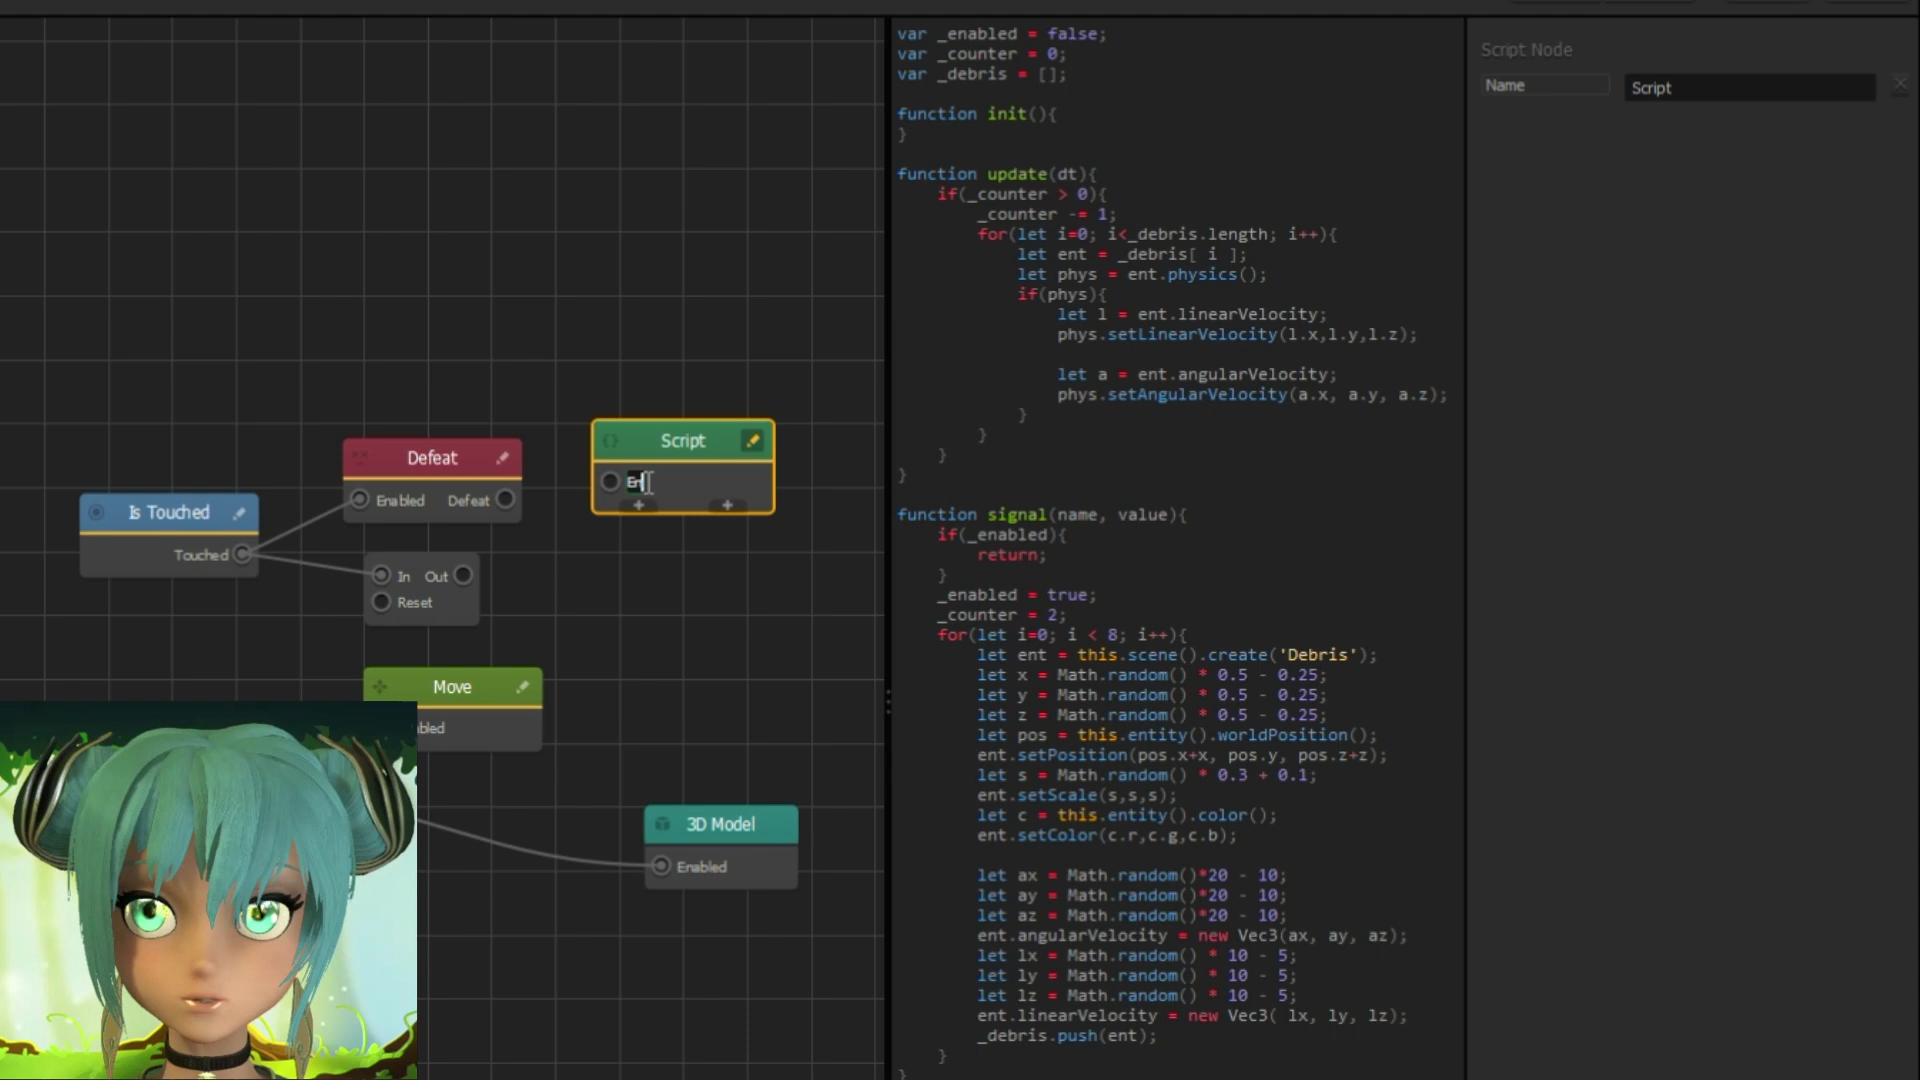 Is Touched
Touched
Defeat
Enabled Defeat
In Out
Reset
Move
bled
Script
En
3D Model
Enabled
var _enabled = false;
var _counter = 0;
var _debris = [];
function init(){
}
function update(dt){
if(_counter > 0){
_counter -= 1;
for(let i=0; i<_debris.length; i++){
let ent = _debris[ i ];
let phys = ent.physics();
if(phys){
let l = ent.linearVelocity;
phys.setLinearVelocity(l.x,l.y,l.z);
let a = ent.angularVelocity;
phys.setAngularVelocity(a.x, a.y, a.z);
}
}
}
}
function signal(name, value){
if(_enabled){
return;
}
_enabled = true;
_counter = 2;
for(let i=0; i < 8; i++){
let ent = this.scene().create('Debris');
let x = Math.random() * 0.5 - 0.25;
let y = Math.random() * 0.5 - 0.25;
let z = Math.random() * 0.5 - 0.25;
let pos = this.entity().worldPosition();
ent.setPosition(pos.x+x, pos.y, pos.z+z);
let s = Math.random() * 0.3 + 0.1;
ent.setScale(s,s,s);
let c = this.entity().color();
ent.setColor(c.r,c.g,c.b);
let ax = Math.random()*20 - 10;
let ay = Math.random()*20 - 10;
let az = Math.random()*20 - 10;
ent.angularVelocity = new Vec3(ax, ay, az);
let lx = Math.random() * 10 - 5;
let ly = Math.random() * 10 - 5;
let lz = Math.random() * 10 - 5;
ent.linearVelocity = new Vec3( lx, ly, lz);
_debris.push(ent);
}
}
Script Node
Name Script